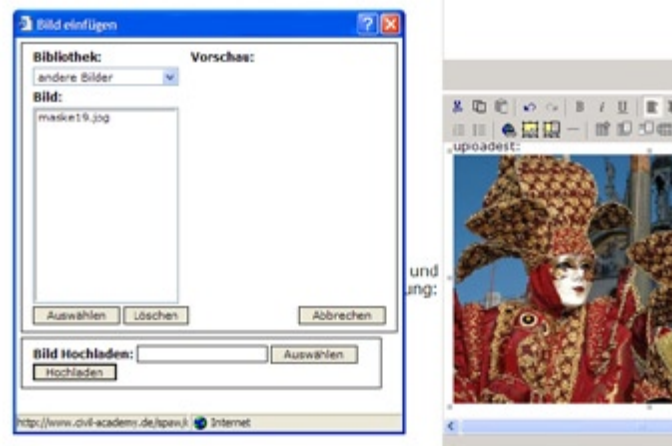 Bild einfügen
Bibliothek:
Vorschau:
andere Bilder
Bild:
maske19.jpg
Auswählen
Löschen
Abbrechen
Bild Hochladen:
Auswählen
Hochladen
http://www.civil-academy.de/spaw/
Internet
B i U
uploadest:
und
ung: